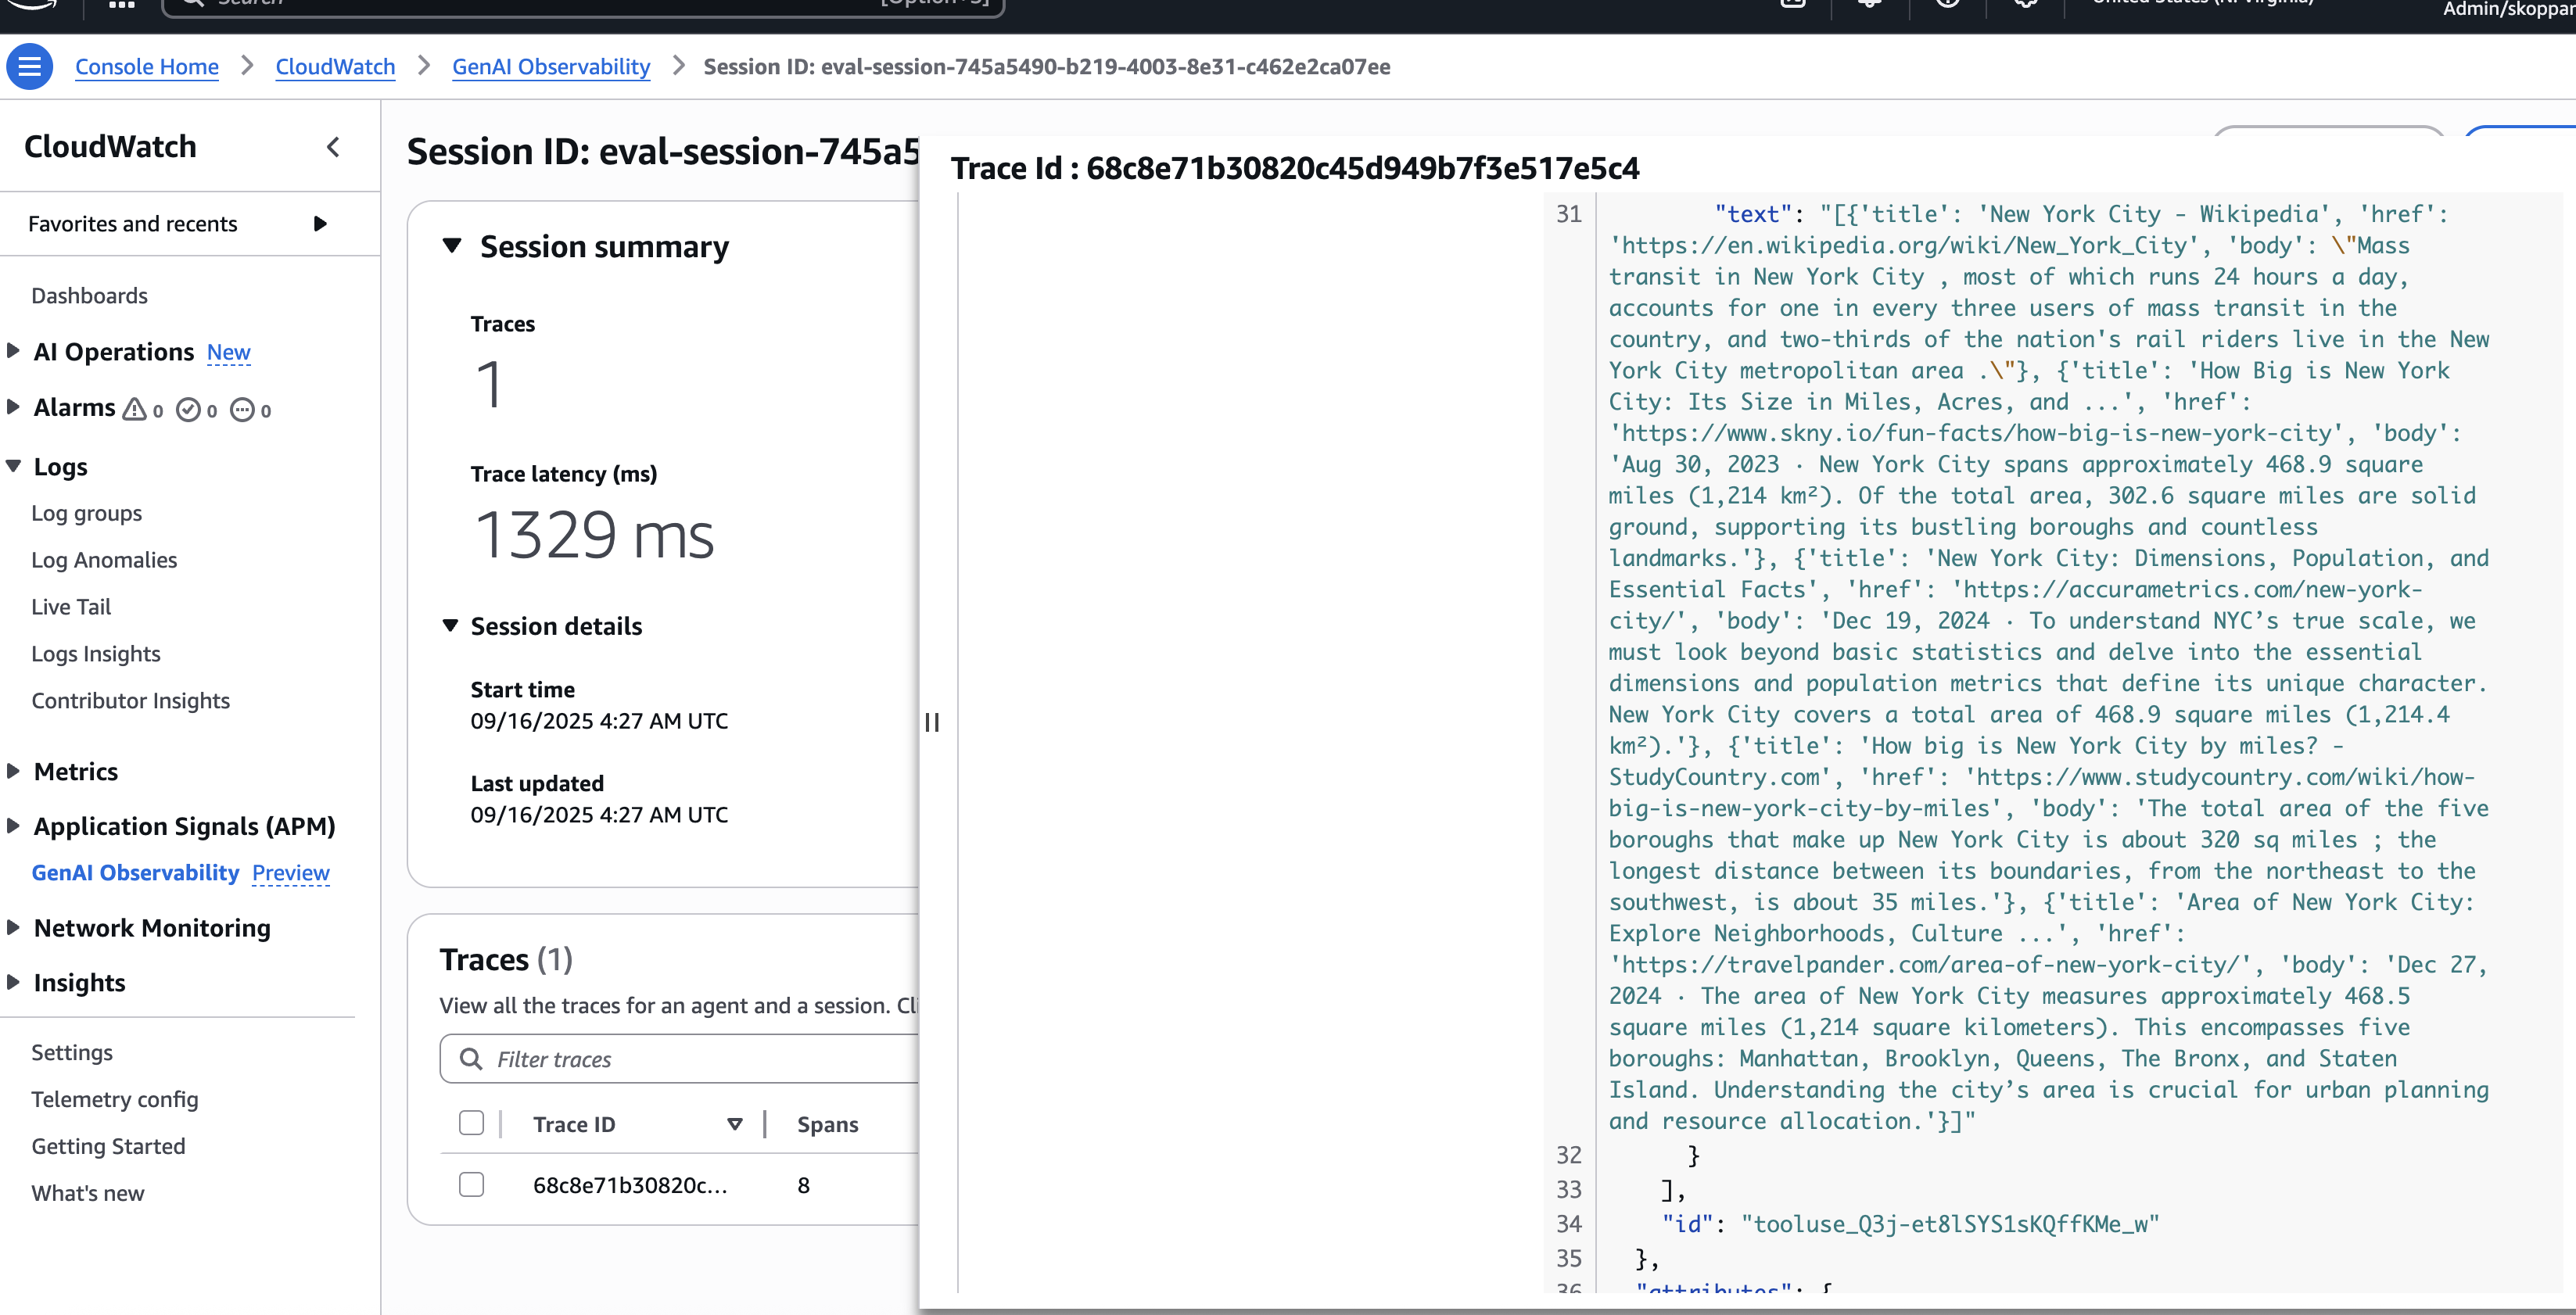 Search
[Option+S]
Admin/skoppar
Console Home > CloudWatch > GenAI Observability > Session ID: eval-session-745a5490-b219-4003-8e31-c462e2ca07ee
CloudWatch
Favorites and recents
Dashboards
AI Operations New
Alarms 0 0 0
Logs
Log groups
Log Anomalies
Live Tail
Logs Insights
Contributor Insights
Metrics
Application Signals (APM)
GenAI Observability Preview
Network Monitoring
Insights
Settings
Telemetry config
Getting Started
What's new
Session ID: eval-session-745a5
Session summary
Traces
1
Trace latency (ms)
1329 ms
Session details
Start time
09/16/2025 4:27 AM UTC
Last updated
09/16/2025 4:27 AM UTC
Traces (1)
View all the traces for an agent and a session. Cli
Filter traces
Trace ID Spans
68c8e71b30820c... 8
Trace Id : 68c8e71b30820c45d949b7f3e517e5c4
31 "text": "[{'title': 'New York City - Wikipedia', 'href':
'https://en.wikipedia.org/wiki/New_York_City', 'body': \"Mass
transit in New York City , most of which runs 24 hours a day,
accounts for one in every three users of mass transit in the
country, and two-thirds of the nation's rail riders live in the New
York City metropolitan area .\"}, {'title': 'How Big is New York
City: Its Size in Miles, Acres, and ...', 'href':
'https://www.skny.io/fun-facts/how-big-is-new-york-city', 'body':
'Aug 30, 2023 · New York City spans approximately 468.9 square
miles (1,214 km²). Of the total area, 302.6 square miles are solid
ground, supporting its bustling boroughs and countless
landmarks.'}, {'title': 'New York City: Dimensions, Population, and
Essential Facts', 'href': 'https://accurametrics.com/new-york-
city/', 'body': 'Dec 19, 2024 · To understand NYC’s true scale, we
must look beyond basic statistics and delve into the essential
dimensions and population metrics that define its unique character.
New York City covers a total area of 468.9 square miles (1,214.4
km²).'}, {'title': 'How big is New York City by miles? -
StudyCountry.com', 'href': 'https://www.studycountry.com/wiki/how-
big-is-new-york-city-by-miles', 'body': 'The total area of the five
boroughs that make up New York City is about 320 sq miles ; the
longest distance between its boundaries, from the northeast to the
southwest, is about 35 miles.'}, {'title': 'Area of New York City:
Explore Neighborhoods, Culture ...', 'href':
'https://travelpander.com/area-of-new-york-city/', 'body': 'Dec 27,
2024 · The area of New York City measures approximately 468.5
square miles (1,214 square kilometers). This encompasses five
boroughs: Manhattan, Brooklyn, Queens, The Bronx, and Staten
Island. Understanding the city’s area is crucial for urban planning
and resource allocation.'}]"
32 }
33 ],
34 "id": "tooluse_Q3j-et8lSYS1sKQffKMe_w"
35 },
36 "attributes": {